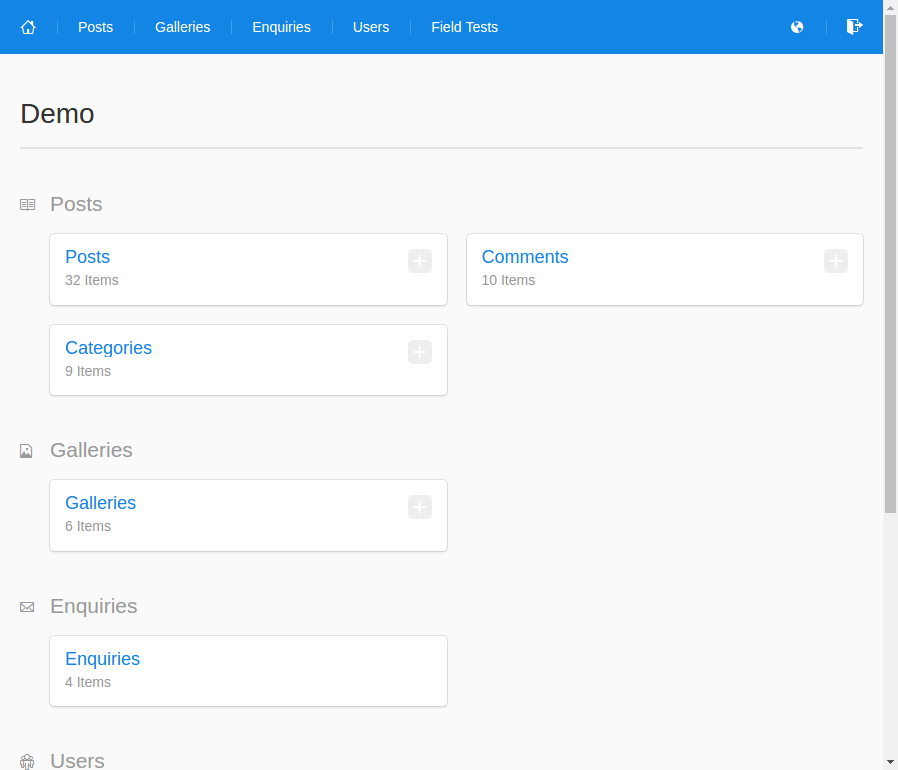 Posts
Galleries
Enquiries
Users
Field Tests
Demo
Posts
Posts
32 Items
Comments
10 Items
Categories
9 Items
Galleries
Galleries
6 Items
Enquiries
Enquiries
4 Items
Users